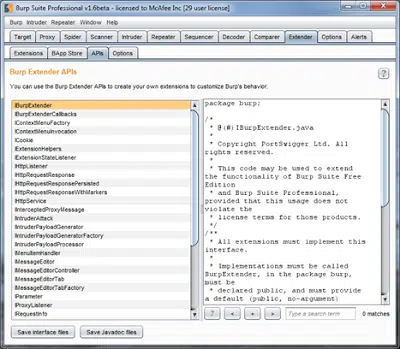 Burp Suite Professional v1.6beta - licensed to McAfee Inc [29 user license]
Burp Intruder Repeater Window Help
Target Proxy Spider Scanner Intruder Repeater Sequencer Decoder Comparer Extender Options Alerts
Extensions BApp Store APIs Options
Burp Extender APIs
?
You can use the Burp Extender APIs to create your own extensions to customize Burp's behavior.
IBurpExtender
IBurpExtenderCallbacks
IContextMenuFactory
IContextMenuInvocation
ICookie
IExtensionHelpers
IExtensionStateListener
IHttpListener
IHttpRequestResponse
IHttpRequestResponsePersisted
IHttpRequestResponseWithMarkers
IHttpService
IInterceptedProxyMessage
IIntruderAttack
IIntruderPayloadGenerator
IIntruderPayloadGeneratorFactory
IIntruderPayloadProcessor
IMenuItemHandler
IMessageEditor
IMessageEditorController
IMessageEditorTab
IMessageEditorTabFactory
IParameter
IProxyListener
IRequestInfo
package burp;
/*
* @(#)IBurpExtender.java
*
* Copyright PortSwigger Ltd. All
rights reserved.
*
* This code may be used to extend
the functionality of Burp Suite Free
Edition
* and Burp Suite Professional,
provided that this usage does not
violate the
* license terms for those products.
*/
/**
* All extensions must implement this
interface.
*
* Implementations must be called
BurpExtender, in the package burp,
must be
* declared public, and must provide
a default (public, no-argument)
? < + > Type a search term 0 matches
Save interface files Save Javadoc files